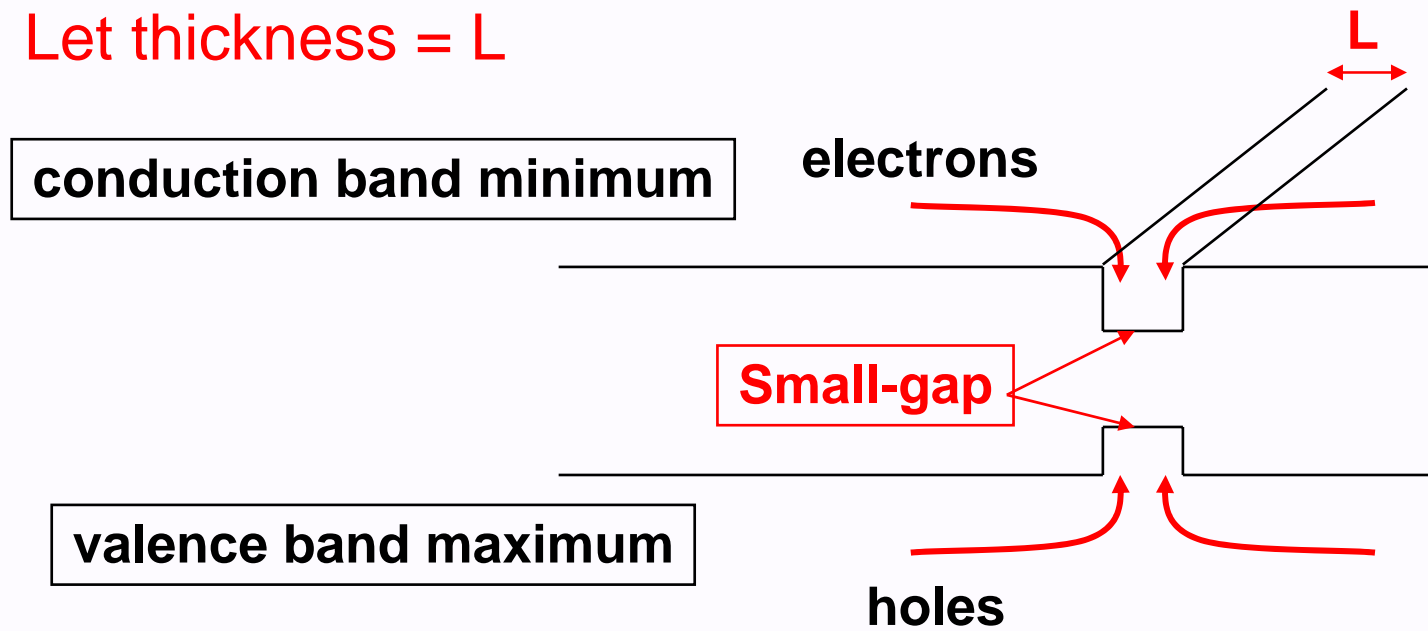 Let thickness = L
L
conduction band minimum
electrons
Small-gap
valence band maximum
holes